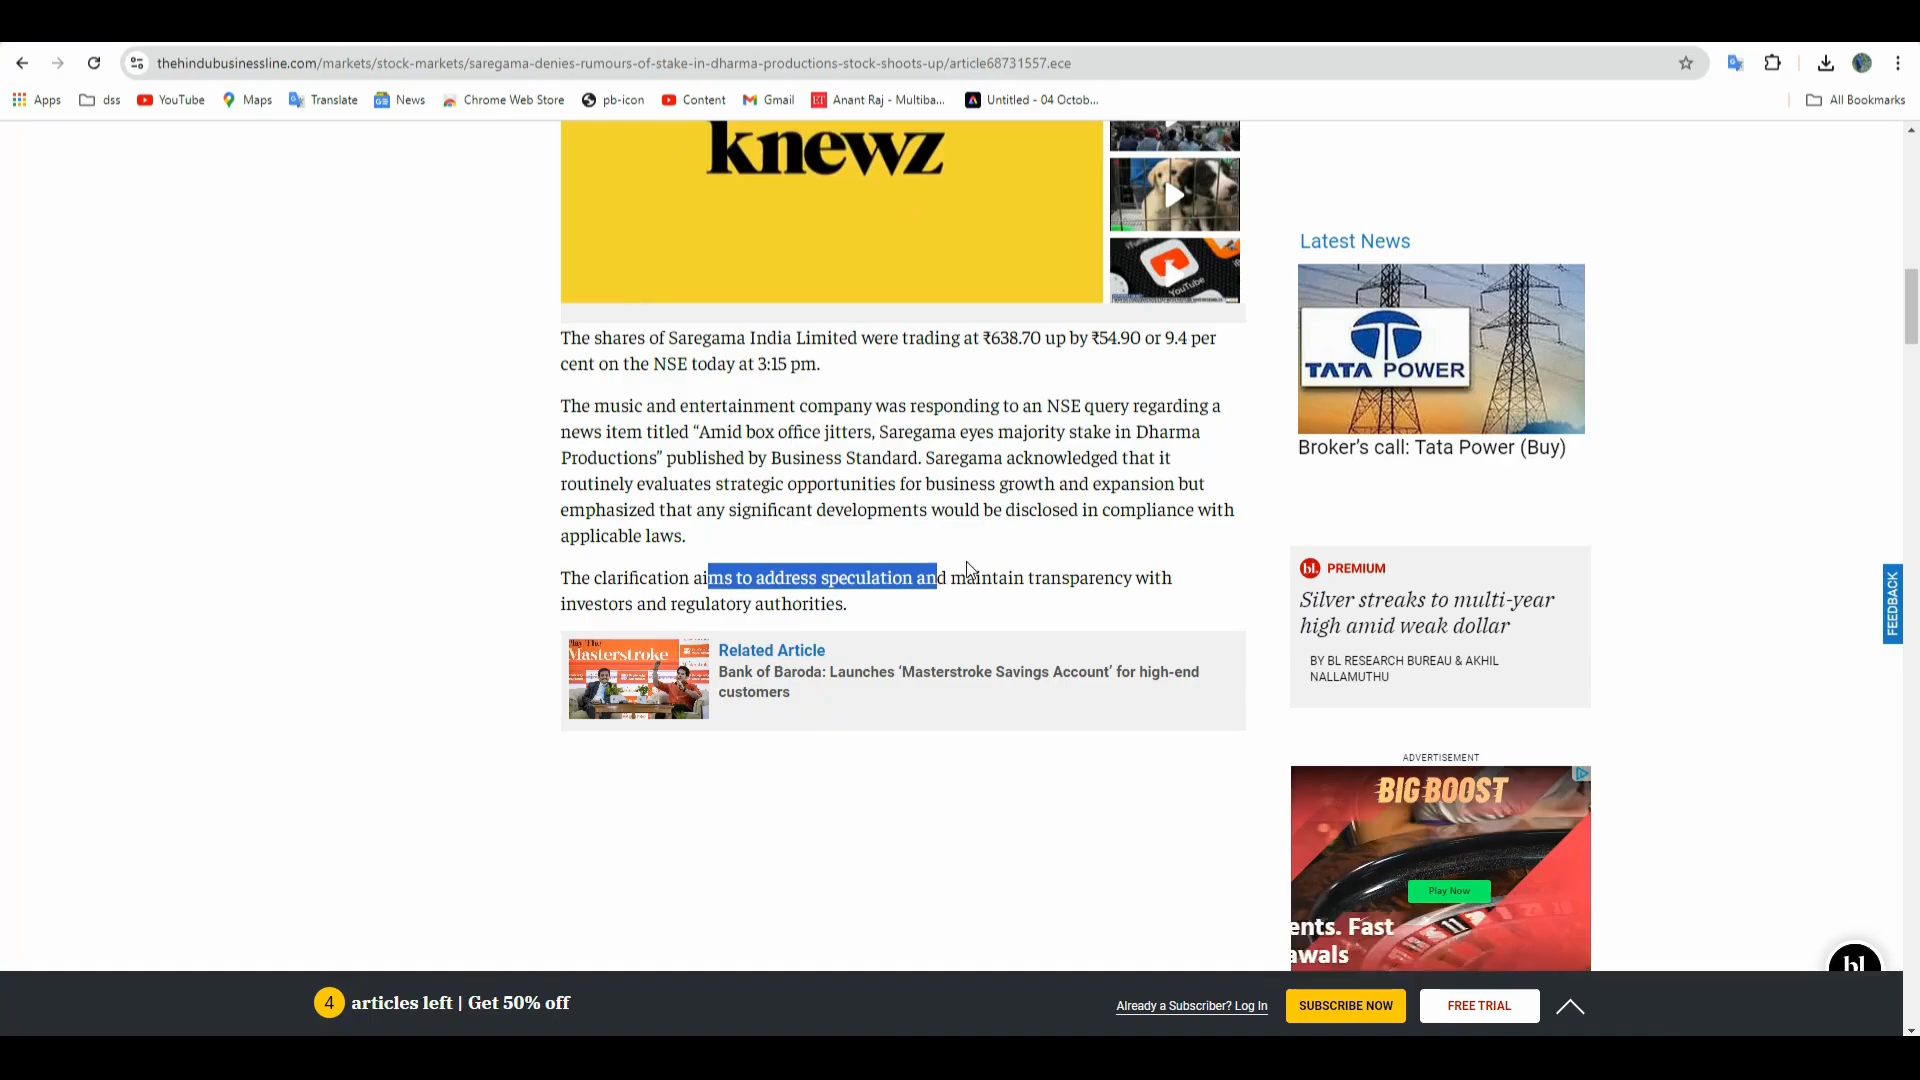 thehindubusinessline.com/markets/stock-markets/saregama-denies-rumours-of-stake-in-dharma-productions-stock-shoots-up/article68731557.ece
Apps
dss
YouTube
Maps
Translate
News
Chrome Web Store
pb-icon
Content
Gmail
ET Anant Raj - Multiba...
Untitled - 04 Octob...
All Bookmarks
knewz
YouTube
The shares of Saregama India Limited were trading at ₹638.70 up by ₹54.90 or 9.4 per
cent on the NSE today at 3:15 pm.
The music and entertainment company was responding to an NSE query regarding a
news item titled “Amid box office jitters, Saregama eyes majority stake in Dharma
Productions” published by Business Standard. Saregama acknowledged that it
routinely evaluates strategic opportunities for business growth and expansion but
emphasized that any significant developments would be disclosed in compliance with
applicable laws.
The clarification aims to address speculation and maintain transparency with
investors and regulatory authorities.
Masterstroke
Related Article
Bank of Baroda: Launches ‘Masterstroke Savings Account’ for high-end
customers
Latest News
TATA POWER
Broker’s call: Tata Power (Buy)
bl. PREMIUM
Silver streaks to multi-year
high amid weak dollar
BY BL RESEARCH BUREAU & AKHIL
NALLAMUTHU
ADVERTISEMENT
BIG BOOST
Play Now
11
ents. Fast
awals
FEEDBACK
bl
4 articles left | Get 50% off
Already a Subscriber? Log In
SUBSCRIBE NOW
FREE TRIAL